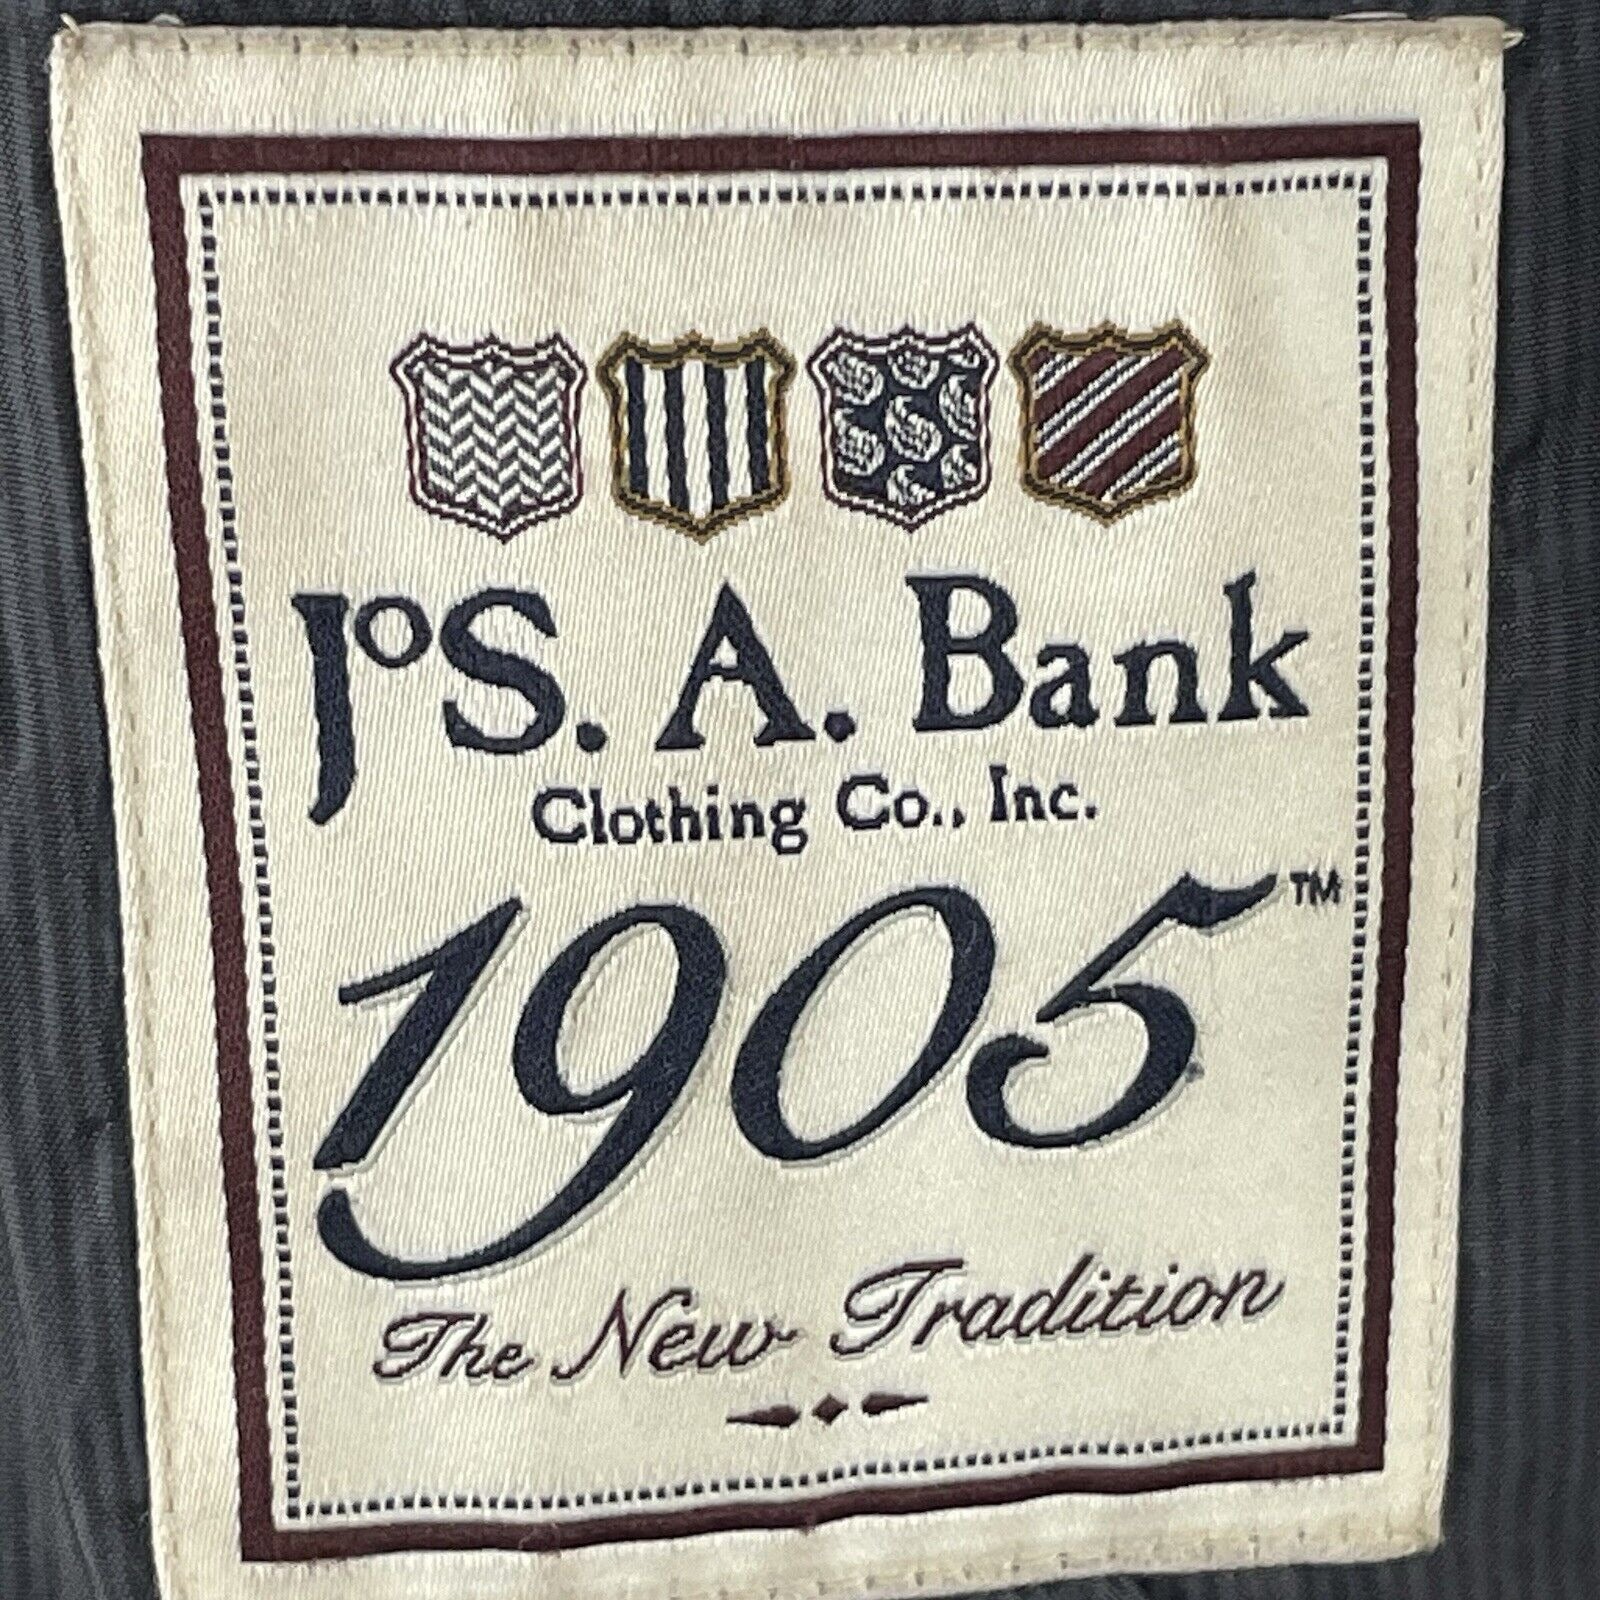 JoS. A. Bank
Clothing Co., Inc.
1905™
The New Tradition